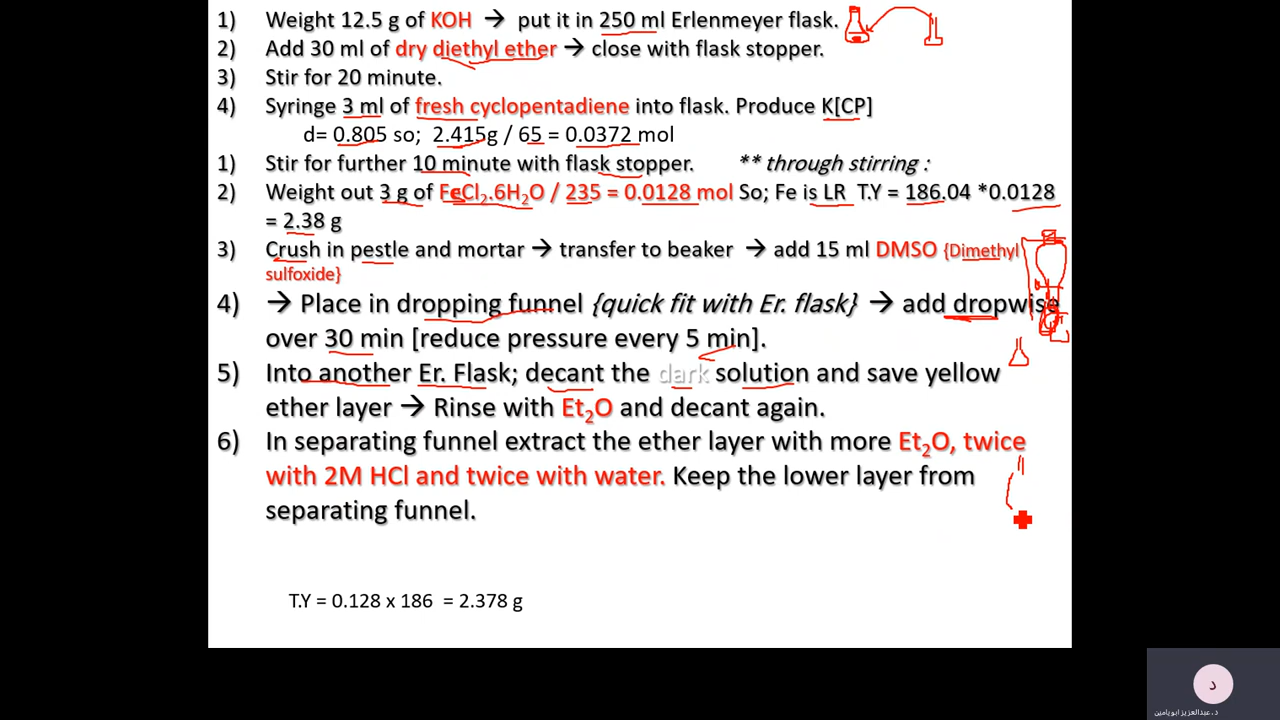 1) Weight 12.5 g of KOH → put it in 250 ml Erlenmeyer flask.
2) Add 30 ml of dry diethyl ether → close with flask stopper.
3) Stir for 20 minute.
4) Syringe 3 ml of fresh cyclopentadiene into flask. Produce K[CP]
d= 0.805 so; 2.415g / 65 = 0.0372 mol
1) Stir for further 10 minute with flask stopper. ** through stirring :
2) Weight out 3 g of FeCl₂.6H₂O / 235 = 0.0128 mol So; Fe is LR T.Y = 186.04 *0.0128
= 2.38 g
3) Crush in pestle and mortar → transfer to beaker → add 15 ml DMSO {Dimethyl
sulfoxide}
4) → Place in dropping funnel {quick fit with Er. flask} → add dropwise
over 30 min [reduce pressure every 5 min].
5) Into another Er. Flask; decant the dark solution and save yellow
ether layer → Rinse with Et₂O and decant again.
6) In separating funnel extract the ether layer with more Et₂O, twice
with 2M HCl and twice with water. Keep the lower layer from
separating funnel.
T.Y = 0.128 x 186 = 2.378 g
د
د. عبدالعزيز ابويامين